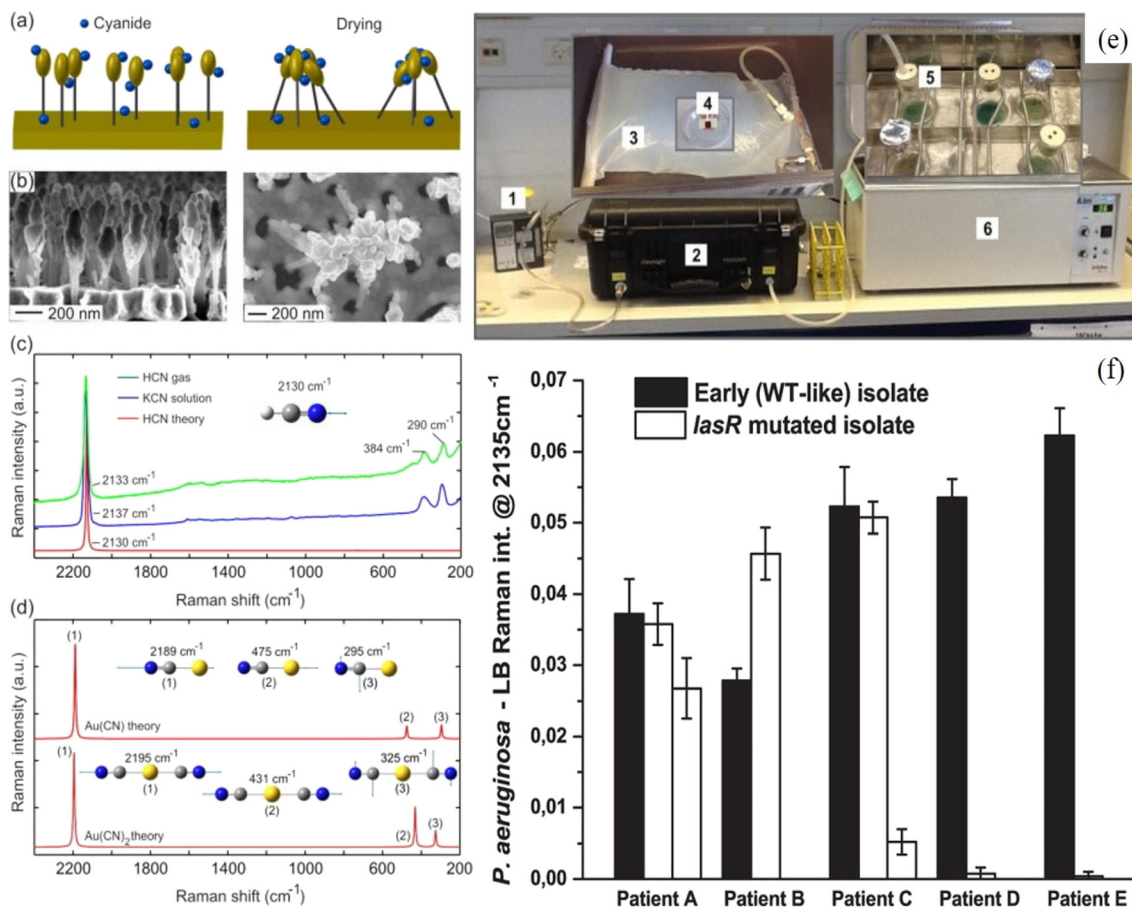 (a)
Cyanide
Drying
(b)
200 nm
200 nm
(c)
Raman intensity (a.u.)
HCN gas
KCN solution
HCN theory
2130 cm⁻¹
290 cm⁻¹
384 cm⁻¹
2133 cm⁻¹
2137 cm⁻¹
2130 cm⁻¹
2200 1800 1400 1000 600 200
Raman shift (cm⁻¹)
(d)
Raman intensity (a.u.)
(1)
2189 cm⁻¹ 475 cm⁻¹ 295 cm⁻¹
(1) (2) (3)
(2) (3)
Au(CN) theory
(1)
2195 cm⁻¹
(1)
431 cm⁻¹
(2)
325 cm⁻¹
(3)
(2) (3)
Au(CN)₂ theory
2200 1800 1400 1000 600 200
Raman shift (cm⁻¹)
(e)
1
2
3
4
5
6
(f)
P. aeruginosa - LB Raman int. @ 2135cm⁻¹
Early (WT-like) isolate
lasR mutated isolate
0,07
0,06
0,05
0,04
0,03
0,02
0,01
0,00
Patient A Patient B Patient C Patient D Patient E